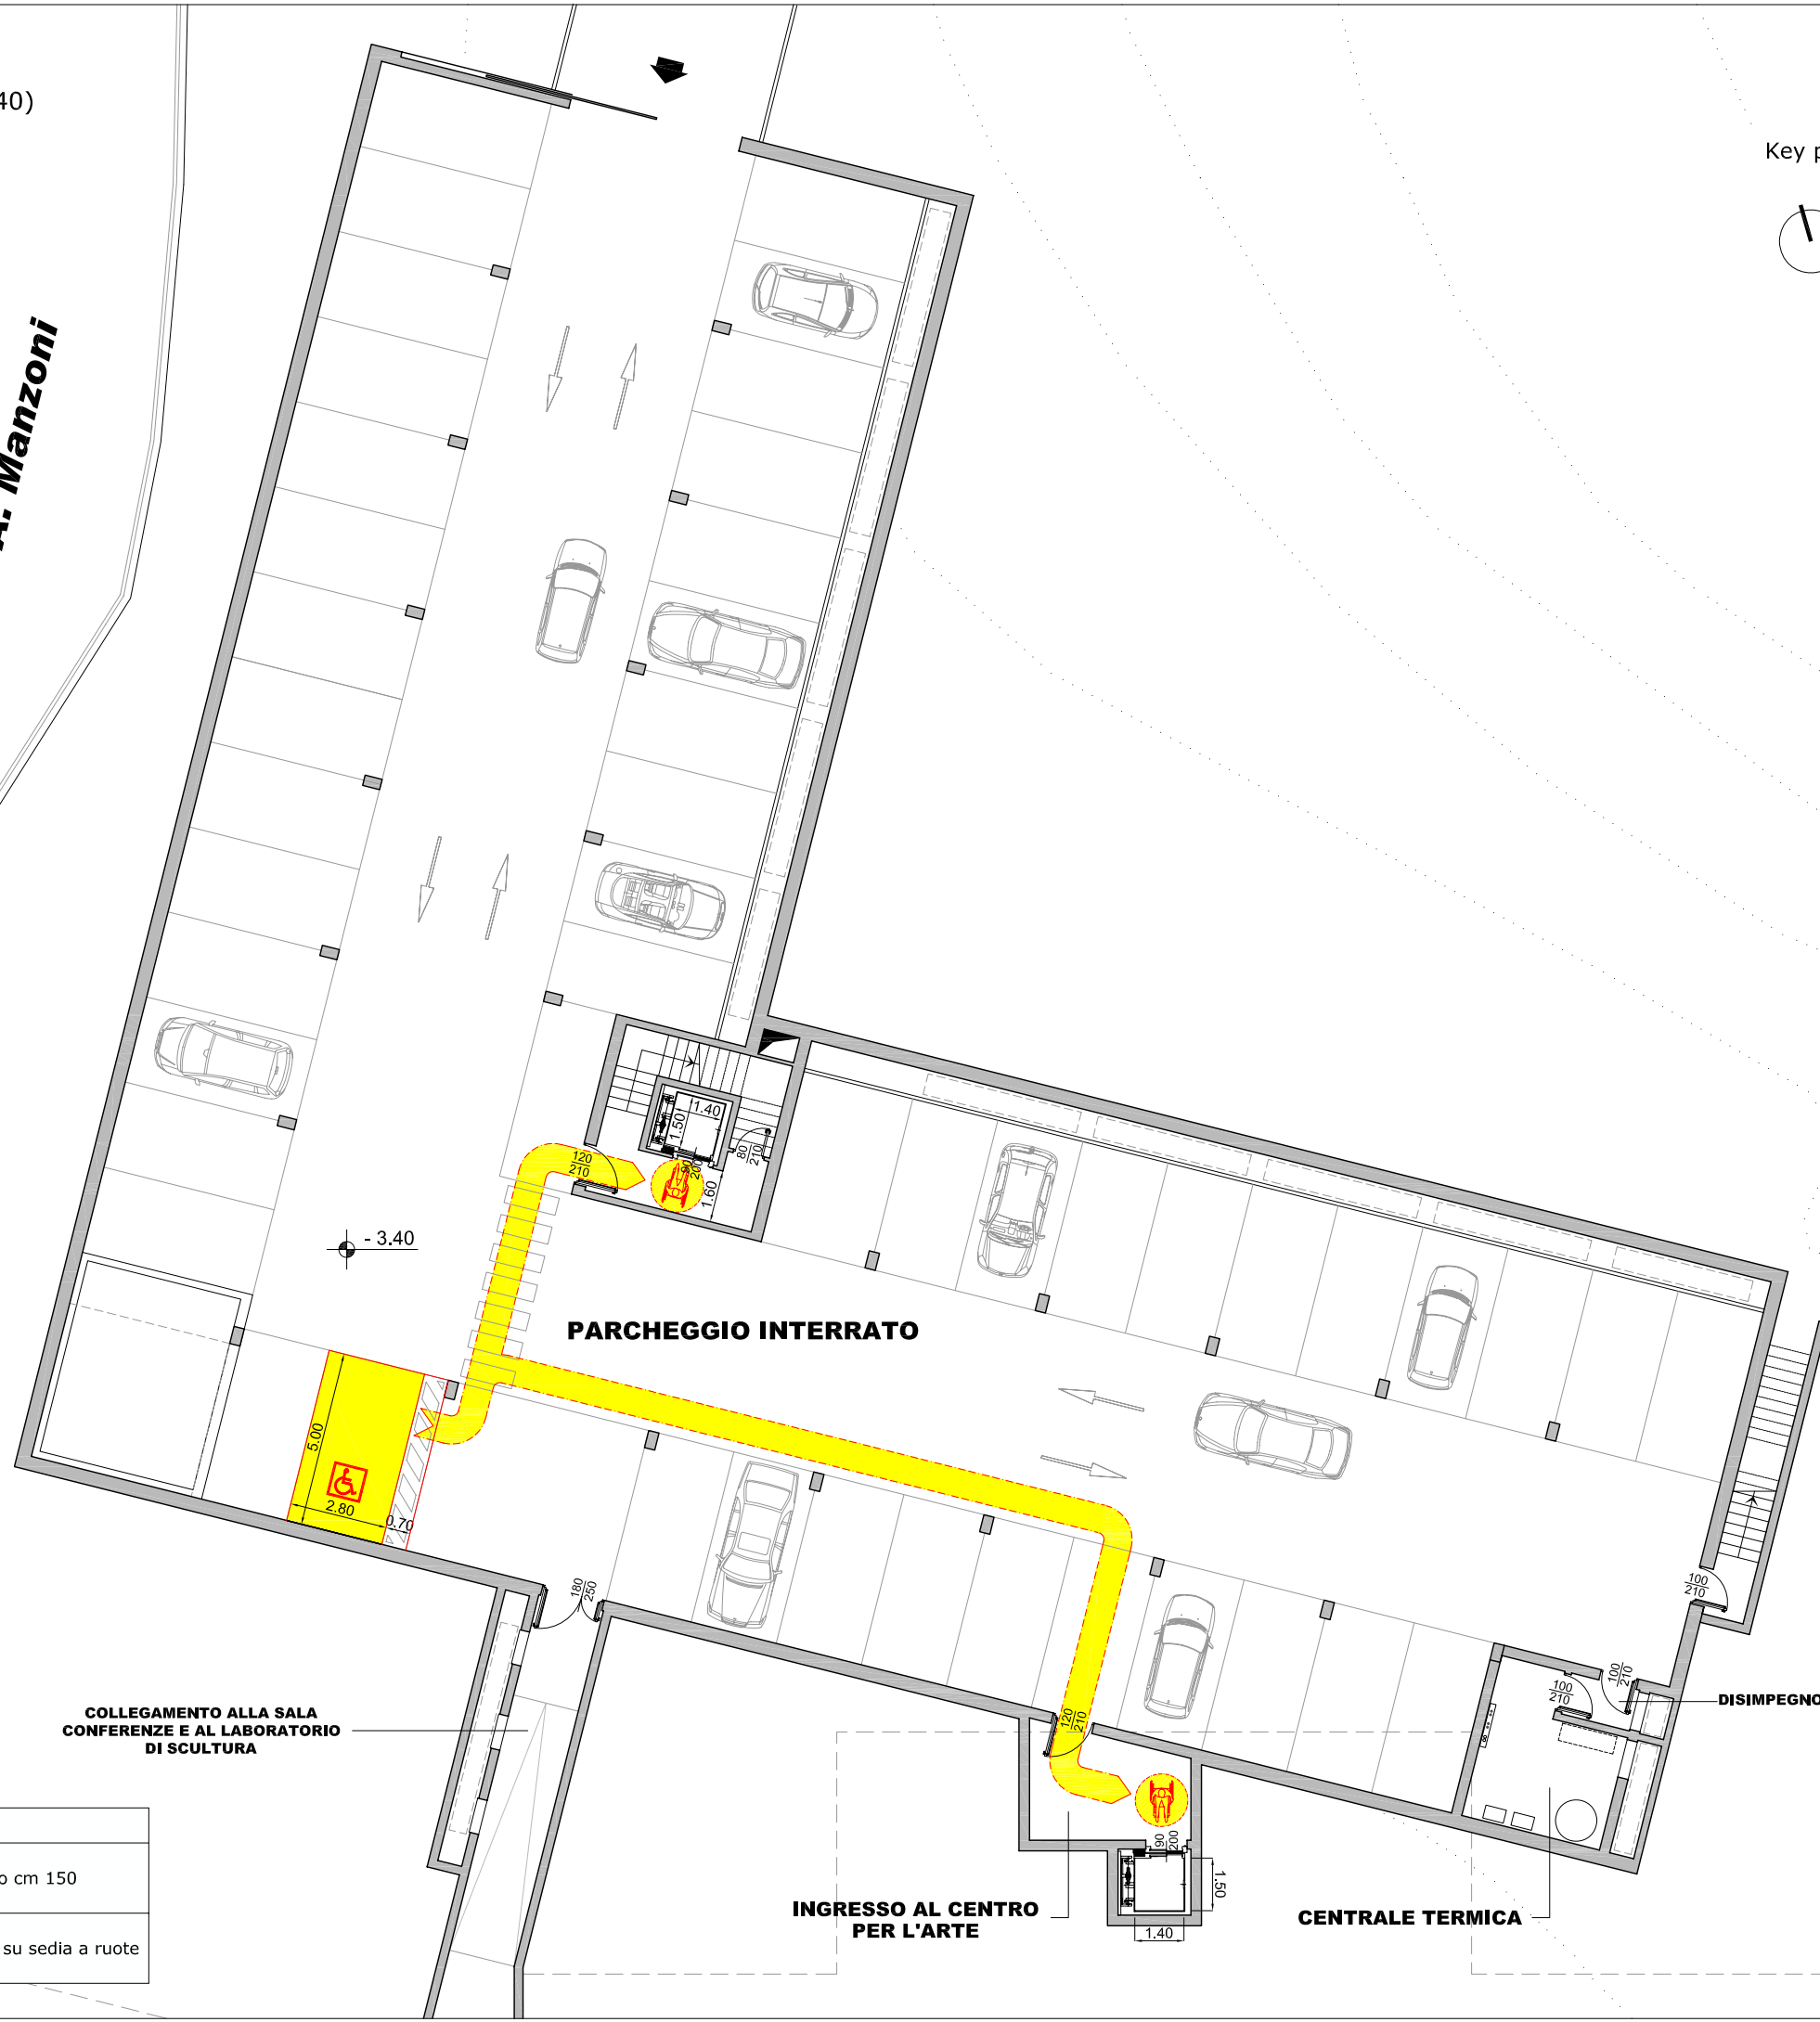 40)
Key p
A. Manzoni
1.40
1.50
120
210
90
200
80
210
1.60
- 3.40
PARCHEGGIO INTERRATO
5.00
2.80
0.70
180
250
100
210
100
210
100
210
DISIMPEGNO
COLLEGAMENTO ALLA SALA
CONFERENZE E AL LABORATORIO
DI SCULTURA
120
210
90
200
1.50
1.40
INGRESSO AL CENTRO
PER L'ARTE
CENTRALE TERMICA
o cm 150
su sedia a ruote